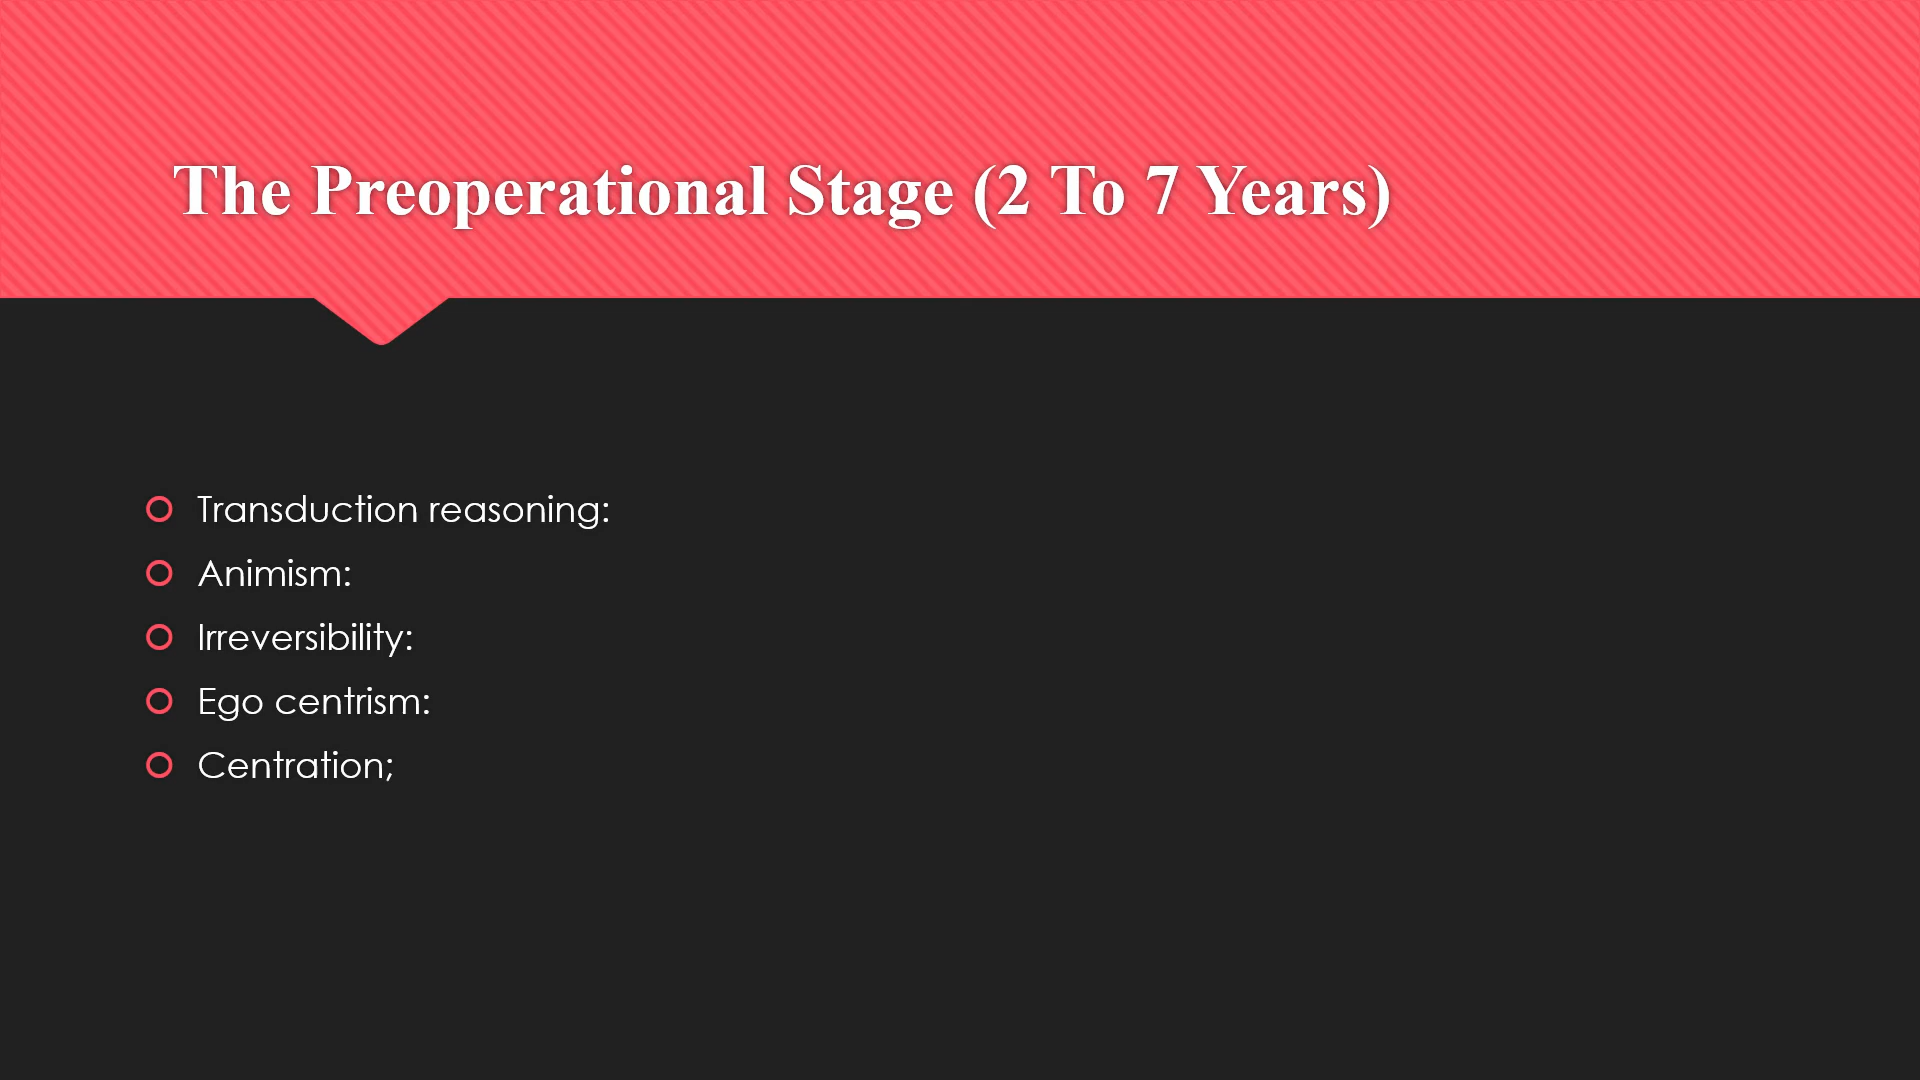 The Preoperational Stage (2 To 7 Years)
Transduction reasoning:
Animism:
Irreversibility:
Ego centrism:
Centration;